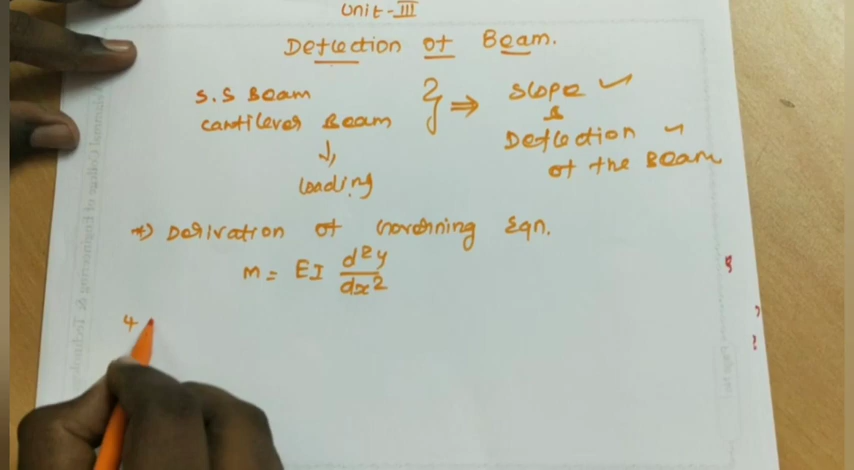 Unit-III
Deflection of Beam.
S.S Beam
cantilever Beam
} ⇒ slope ✓
&
Deflection ✓
of the Beam
↓
loading
*) Derivation of Governing Eqn.
M = EI d²y/dx²
4